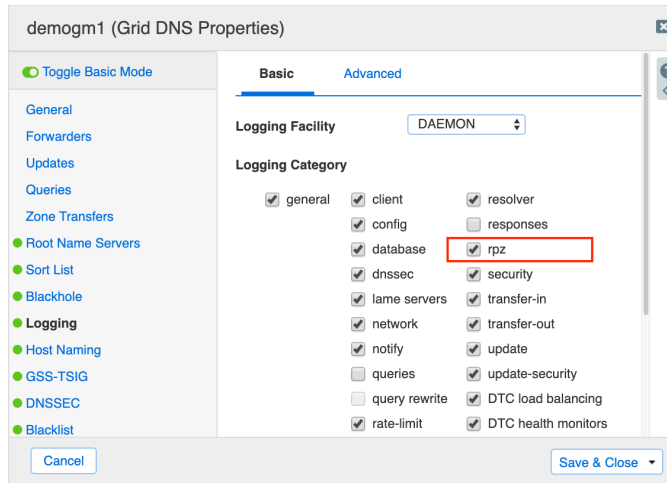 demogm1 (Grid DNS Properties)
Toggle Basic Mode
General
Forwarders
Updates
Queries
Zone Transfers
Root Name Servers
Sort List
Blackhole
Logging
Host Naming
GSS-TSIG
DNSSEC
Blacklist
Basic Advanced
Logging Facility DAEMON
Logging Category
general client resolver
config responses
database rpz
dnssec security
lame servers transfer-in
network transfer-out
notify update
queries update-security
query rewrite DTC load balancing
rate-limit DTC health monitors
Cancel Save & Close